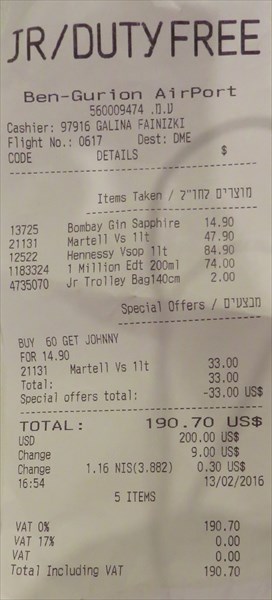 JR/DUTY FREE
Ben-Gurion AirPort
560009474 .ע.מ
Cashier: 97916 GALINA FAINIZKI
Flight No.: 0617 Dest: DME
CODE DETAILS $
Items Taken / מוצרים לחו"ל
13725 Bombay Gin Sapphire 14.90
21131 Martell Vs 1lt 47.90
12522 Hennessy Vsop 1lt 84.90
1183324 1 Million Edt 200ml 74.00
4735070 Jr Trolley Bag140cm 2.00
Special Offers / מבצעים
BUY 60 GET JOHNNY
FOR 14.90
21131 Martell Vs 1lt 33.00
Total: 33.00
Special offers total: -33.00 US$
TOTAL: 190.70 US$
USD 200.00 US$
Change 9.00 US$
Change 1.16 NIS(3.882) 0.30 US$
16:54 13/02/2016
5 ITEMS
VAT 0% 190.70
VAT 17% 0.00
VAT 0.00
Total Including VAT 190.70